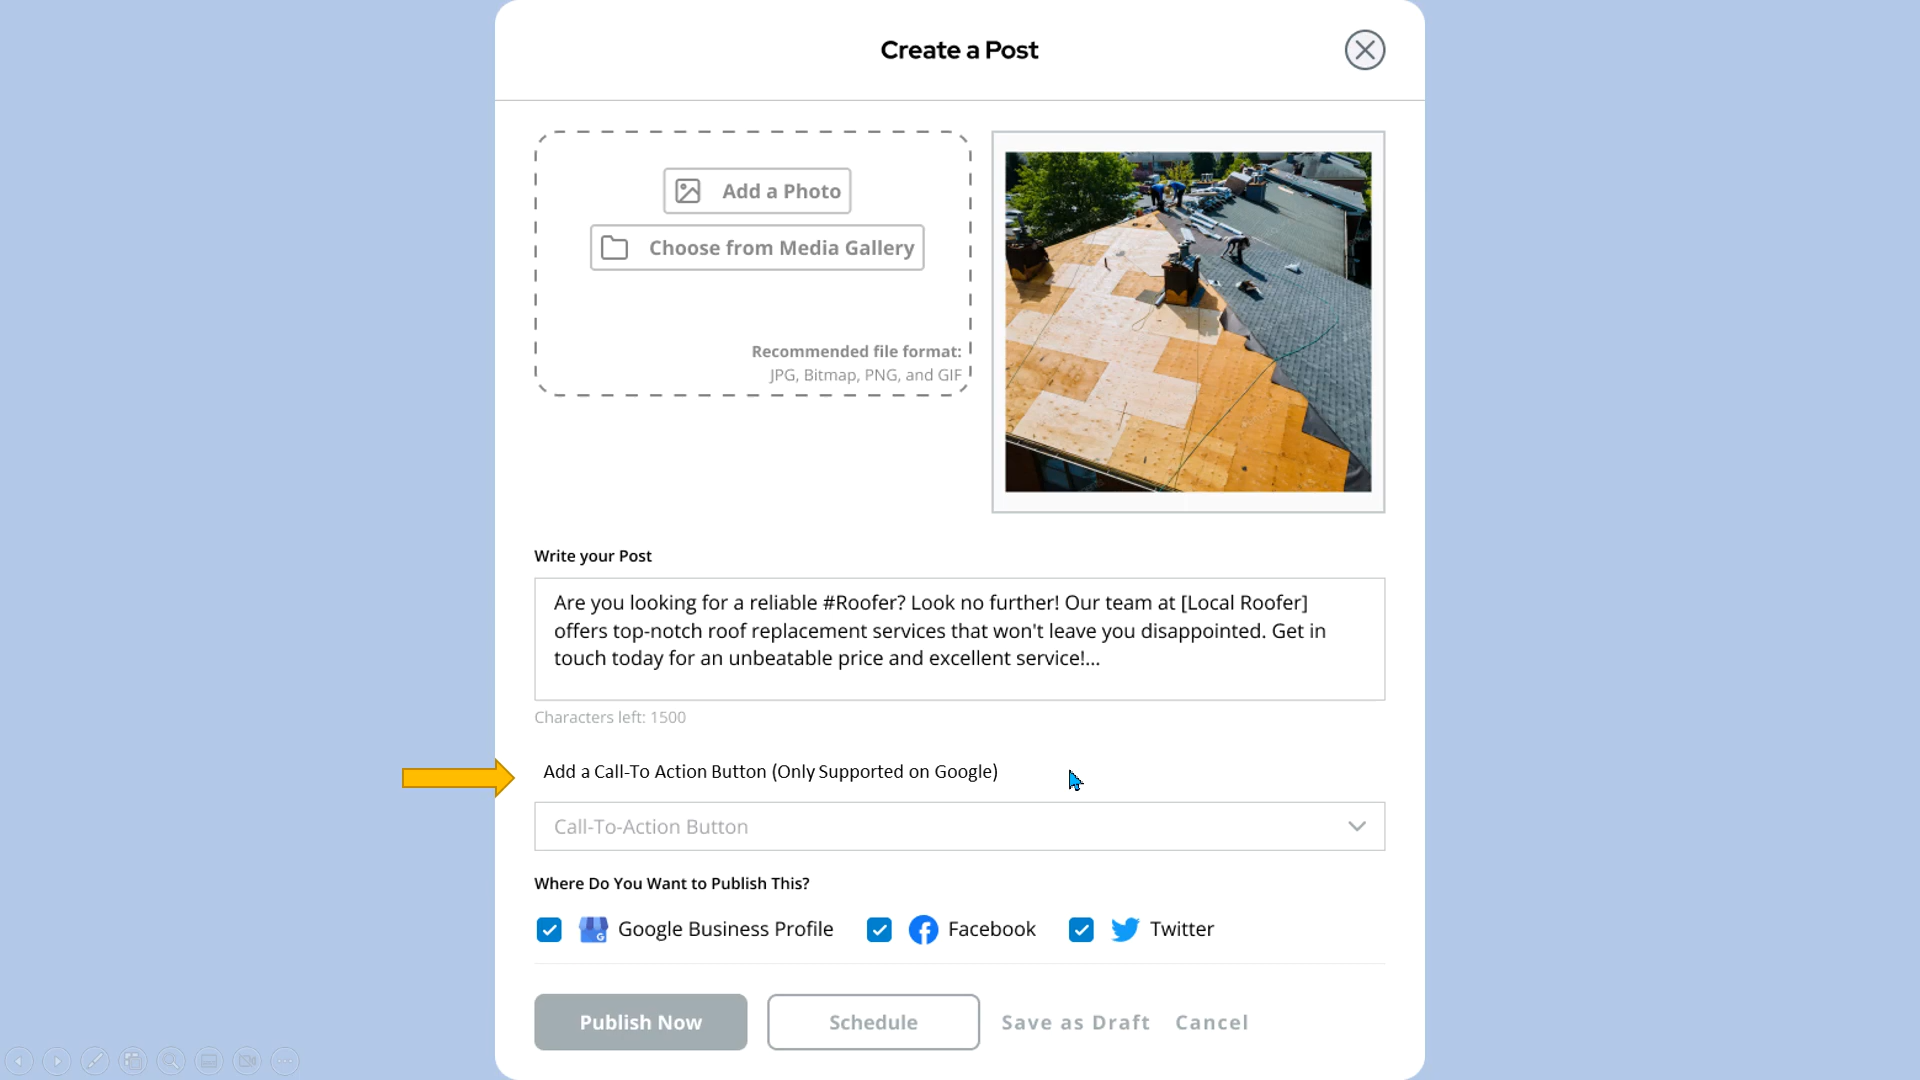 Create a Post
Add a Photo
Choose from Media Gallery
Recommended file format:
JPG, Bitmap, PNG, and GIF
Write your Post
Are you looking for a reliable #Roofer? Look no further! Our team at [Local Roofer]
offers top-notch roof replacement services that won't leave you disappointed. Get in
touch today for an unbeatable price and excellent service!...
Characters left: 1500
Add a Call-To Action Button (Only Supported on Google)
Call-To-Action Button
Where Do You Want to Publish This?
Google Business Profile Facebook Twitter
Publish Now Schedule Save as Draft Cancel